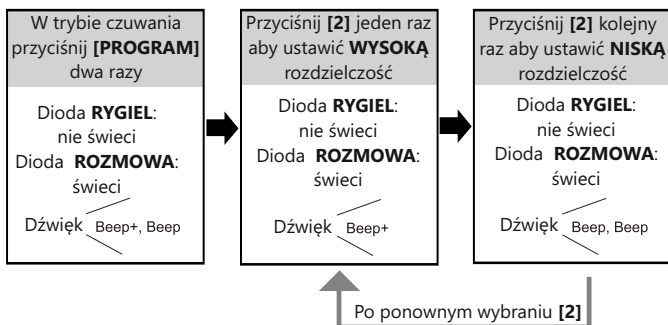 W trybie czuwania
przyciśnij [PROGRAM]
dwa razy
Dioda RYGIEL:
nie świeci
Dioda ROZMOWA:
świeci
Dźwięk Beep+, Beep
Przyciśnij [2] jeden raz
aby ustawić WYSOKĄ
rozdzielczość
Dioda RYGIEL:
nie świeci
Dioda ROZMOWA:
świeci
Dźwięk Beep+
Przyciśnij [2] kolejny
raz aby ustawić NISKĄ
rozdzielczość
Dioda RYGIEL:
nie świeci
Dioda ROZMOWA:
świeci
Dźwięk Beep, Beep
Po ponownym wybraniu [2]